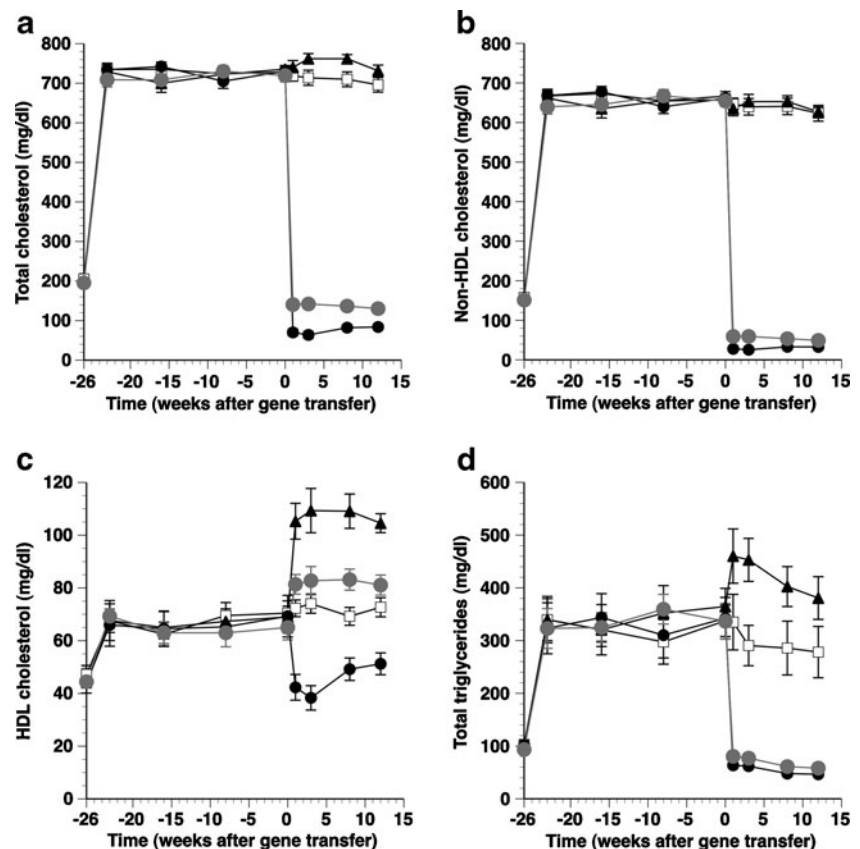 a
Total cholesterol (mg/dl)
800
700
600
500
400
300
200
100
0
-26 -20 -15 -10 -5 0 5 10 15
Time (weeks after gene transfer)
b
Non-HDL cholesterol (mg/dl)
800
700
600
500
400
300
200
100
0
-26 -20 -15 -10 -5 0 5 10 15
Time (weeks after gene transfer)
c
HDL cholesterol (mg/dl)
120
100
80
60
40
20
0
-26 -20 -15 -10 -5 0 5 10 15
Time (weeks after gene transfer)
d
Total triglycerides (mg/dl)
600
500
400
300
200
100
0
-26 -20 -15 -10 -5 0 5 10 15
Time (weeks after gene transfer)